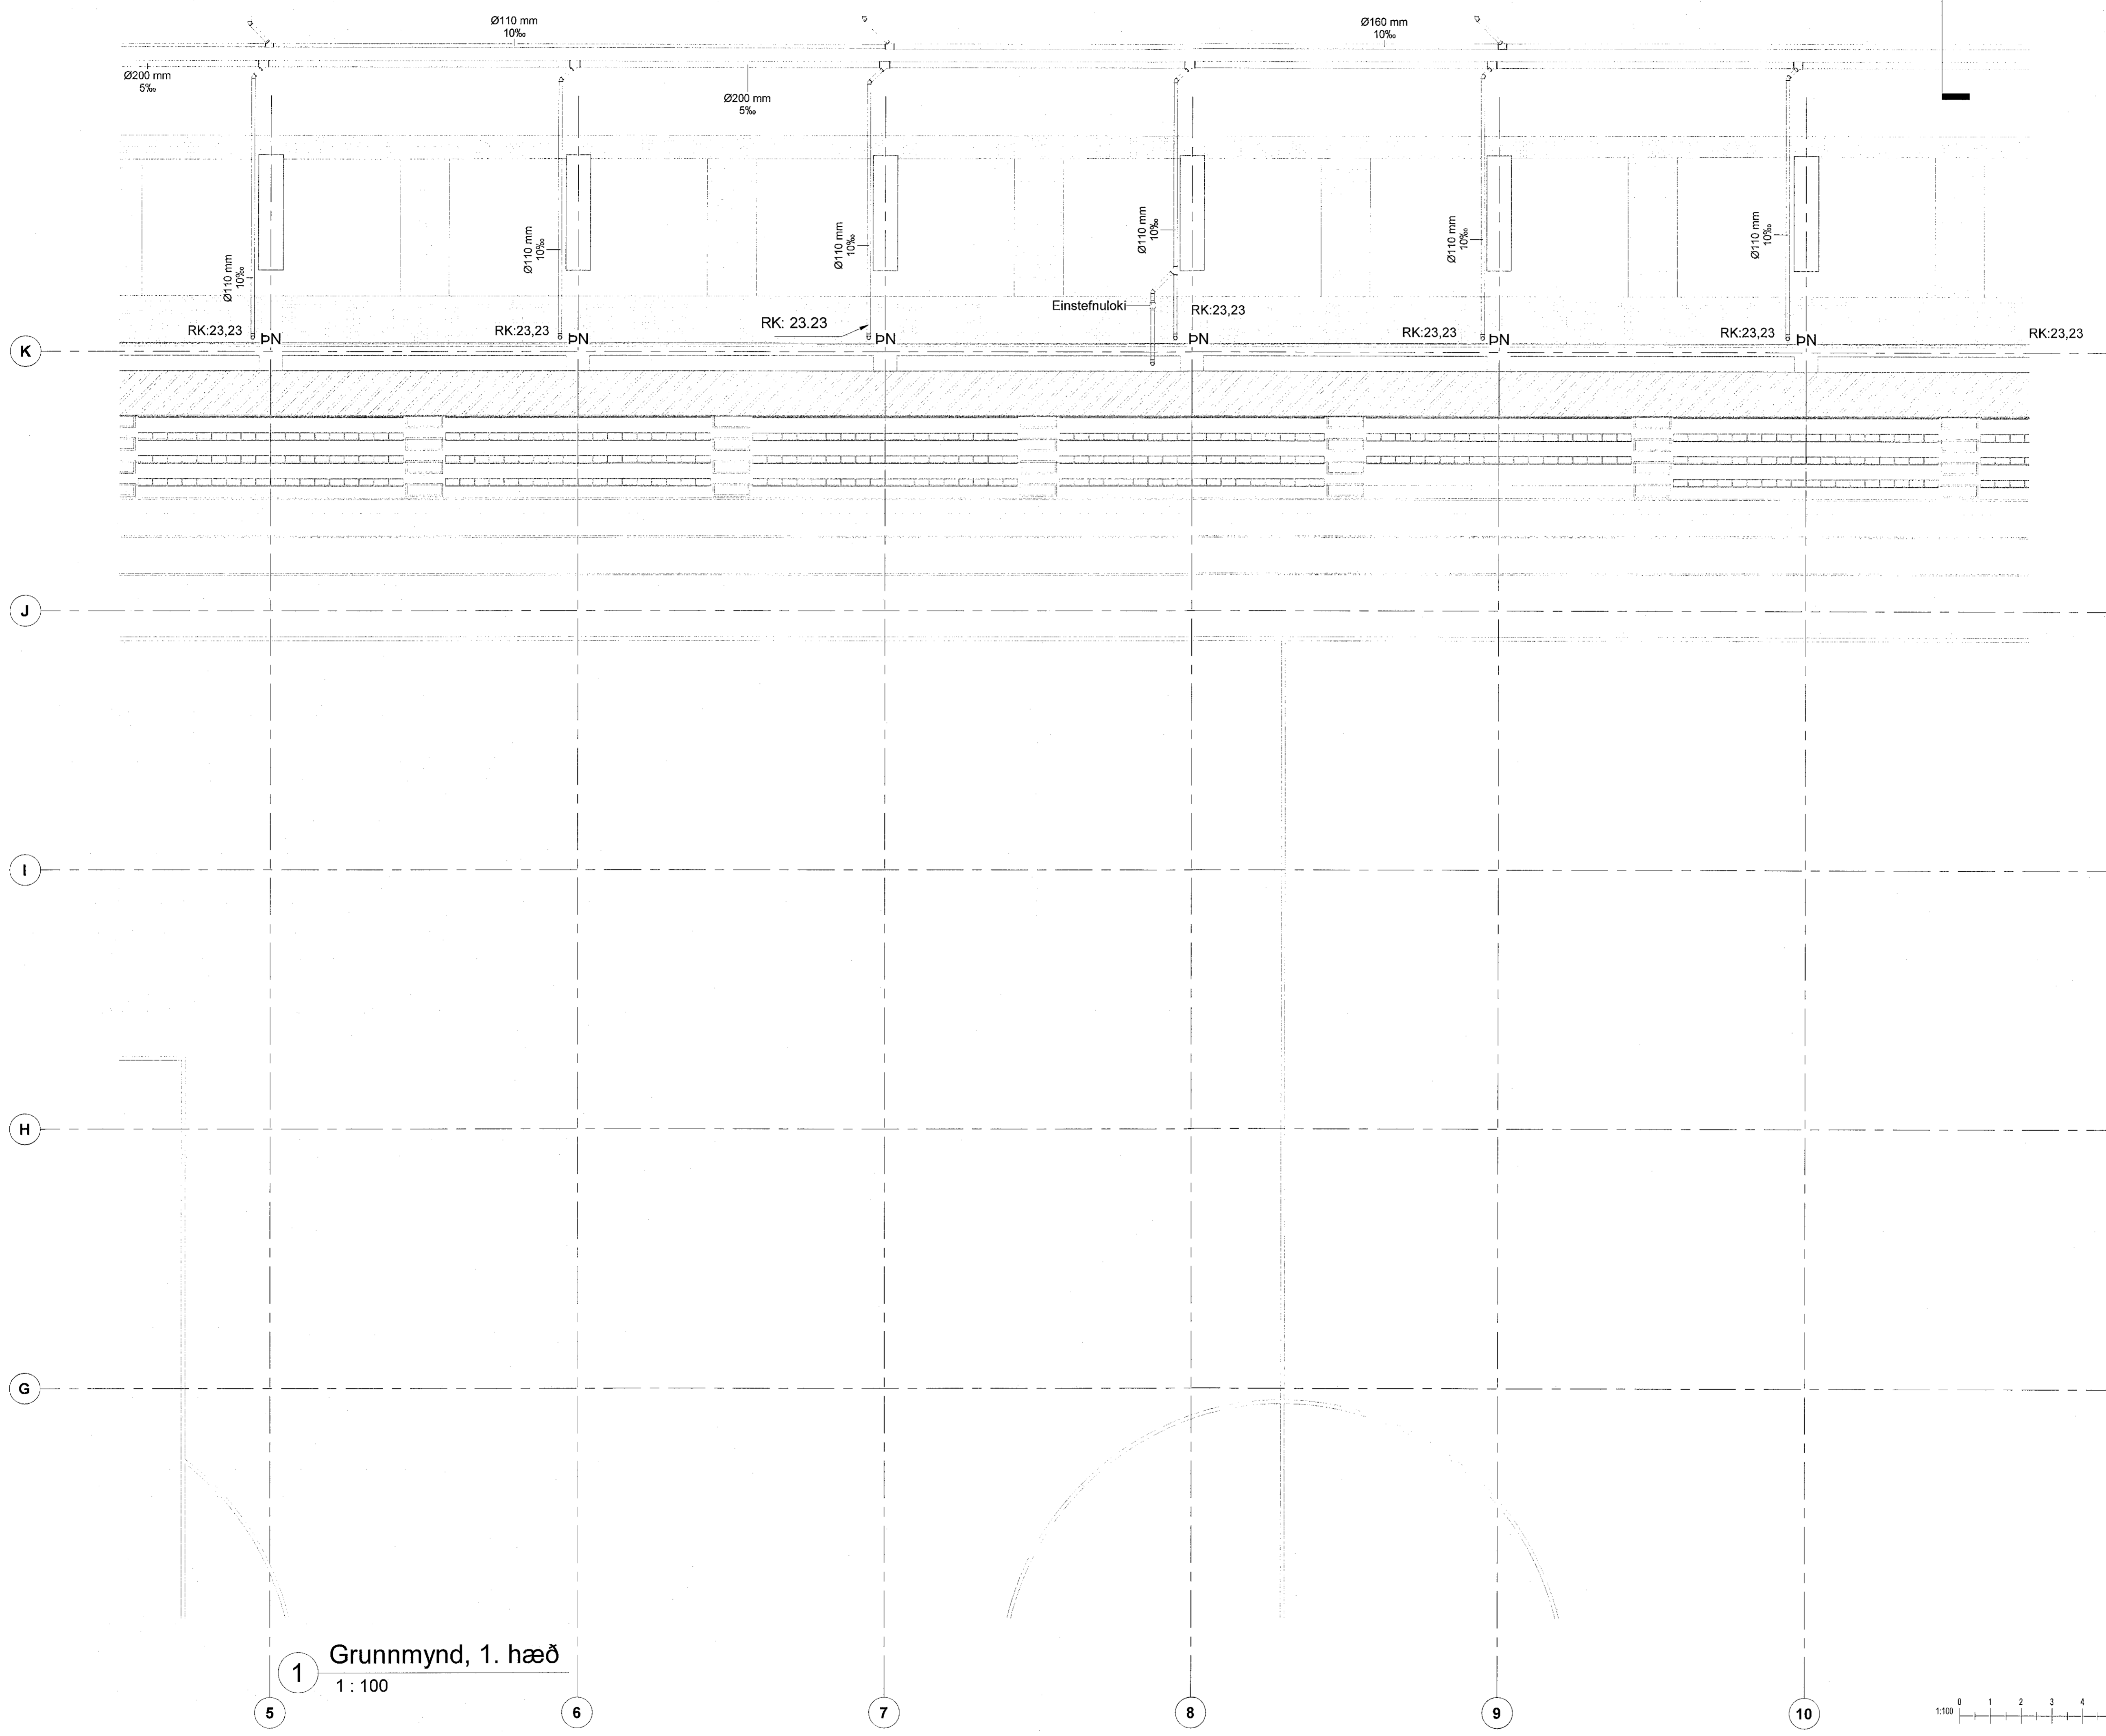 Ø110 mm
10‰
Ø160 mm
10‰
Ø200 mm
5‰
Ø200 mm
5‰
Ø110 mm
10‰
Ø110 mm
10‰
Ø110 mm
10‰
Ø110 mm
10‰
Ø110 mm
10‰
Ø110 mm
10‰
Einstefnuloki
RK:23,23
RK:23,23
RK: 23.23
RK:23,23
RK:23,23
RK:23,23
RK:23,23
ÞN
ÞN
ÞN
ÞN
ÞN
ÞN
K
J
I
H
G
1
Grunnmynd, 1. hæð
1 : 100
5
6
7
8
9
10
1:100
0 1 2 3 4